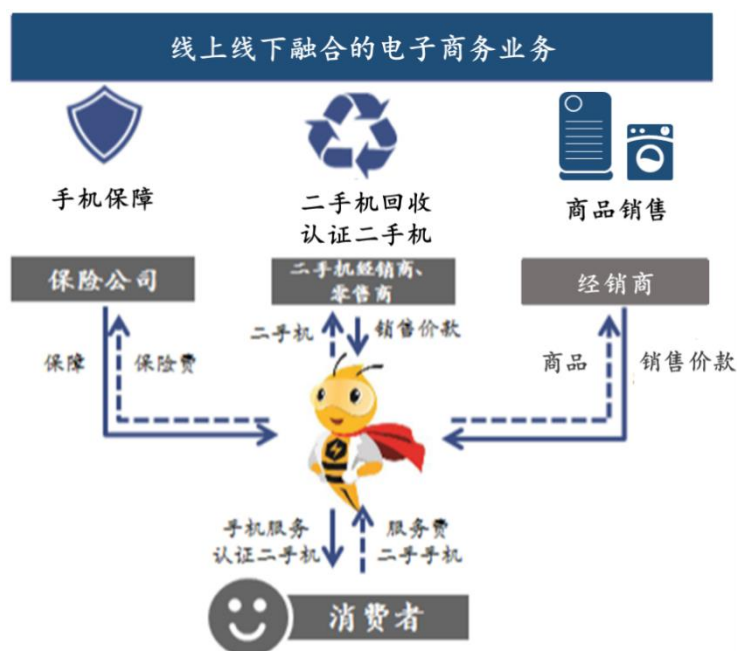 线上线下融合的电子商务业务
手机保障
二手机回收
认证二手机
商品销售
保险公司
二手机经销商、
零售商
经销商
保障
保险费
二手机
销售价款
商品
销售价款
手机服务
认证二手机
服务费
二手手机
消费者